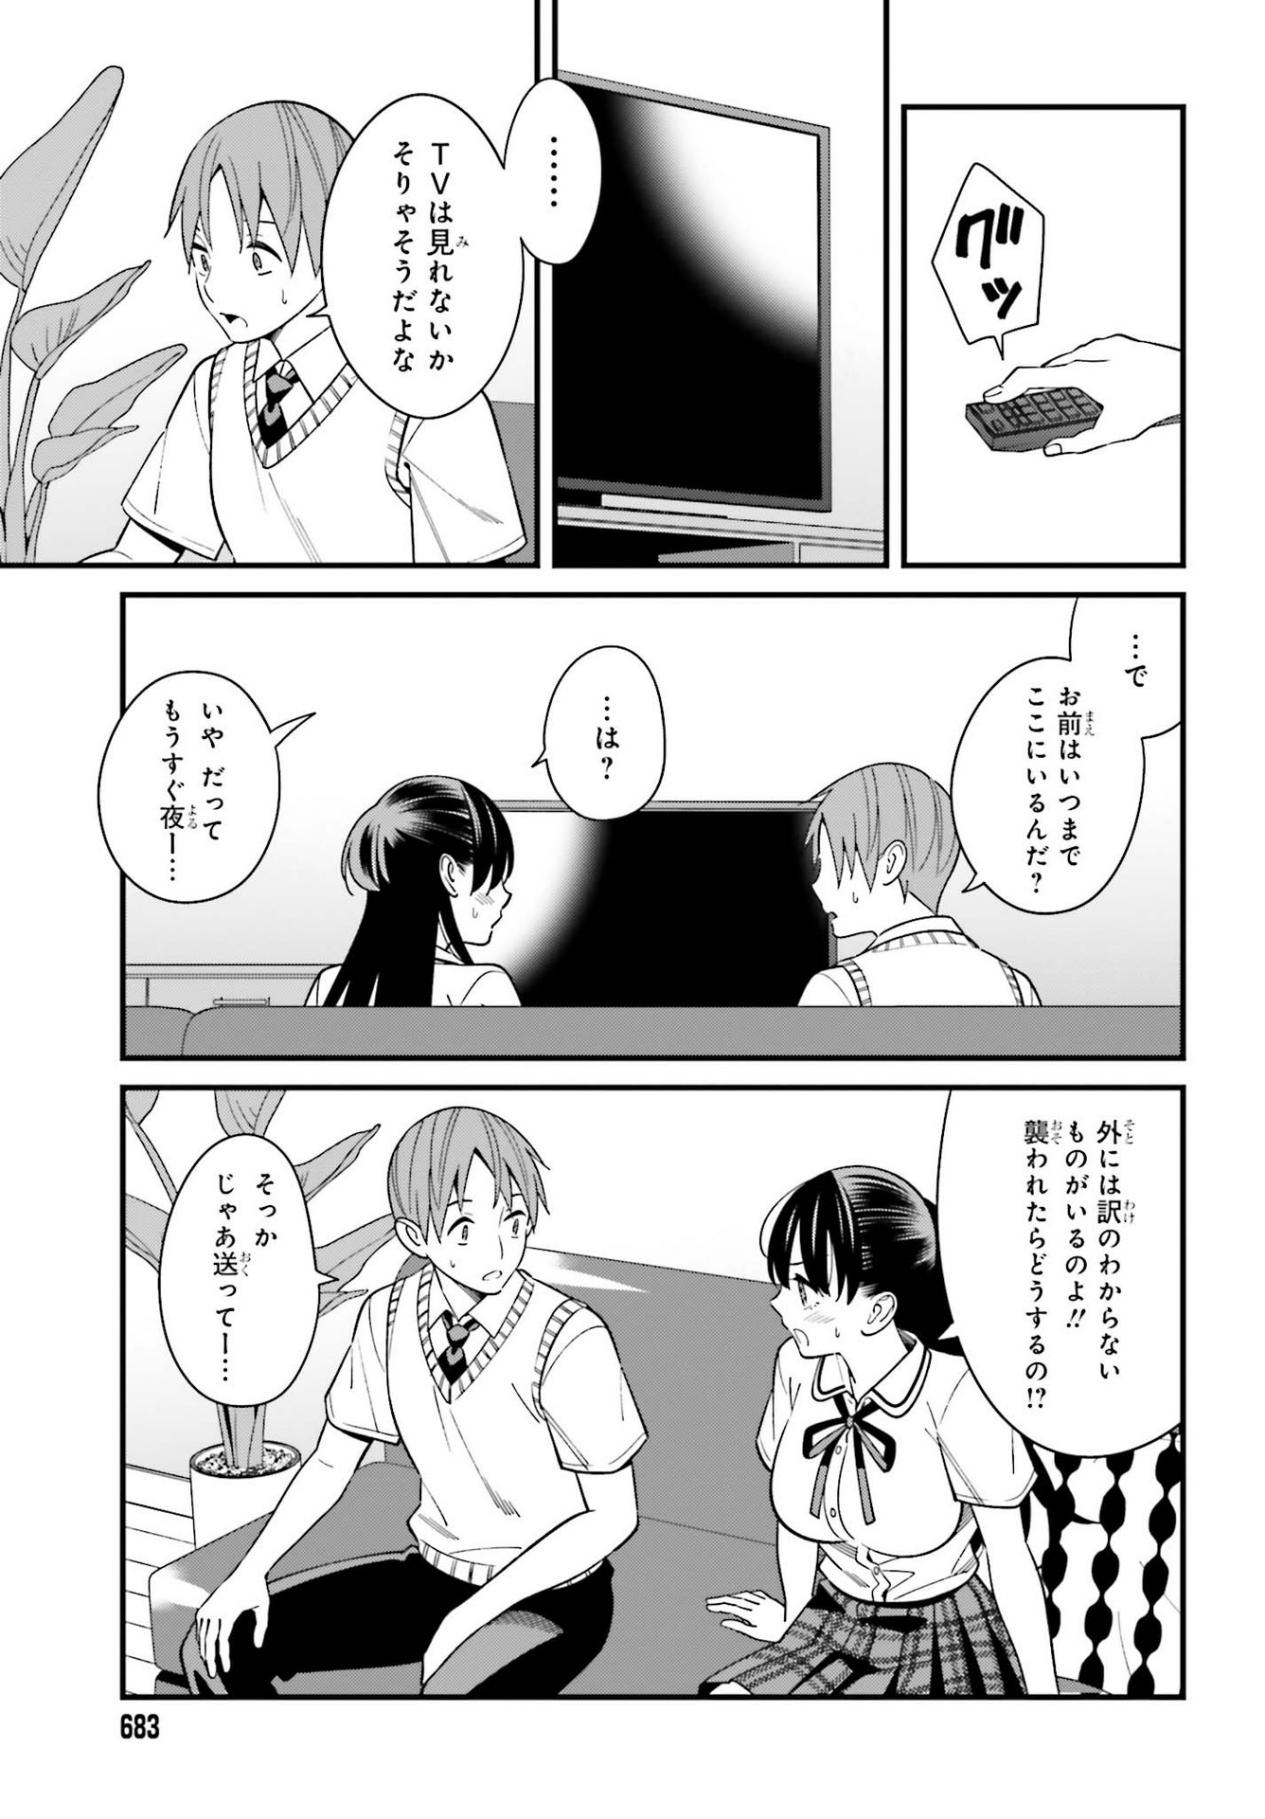 グッ
………
TVは見れないか
そりゃそうだよな
…で
お前はいつまで
ここにいるんだ?
…は?
いや だって
もうすぐ夜ー…
外には訳のわからない
ものがいるのよ!!
襲われたらどうするの!?
そっか
じゃあ送ってー…
683